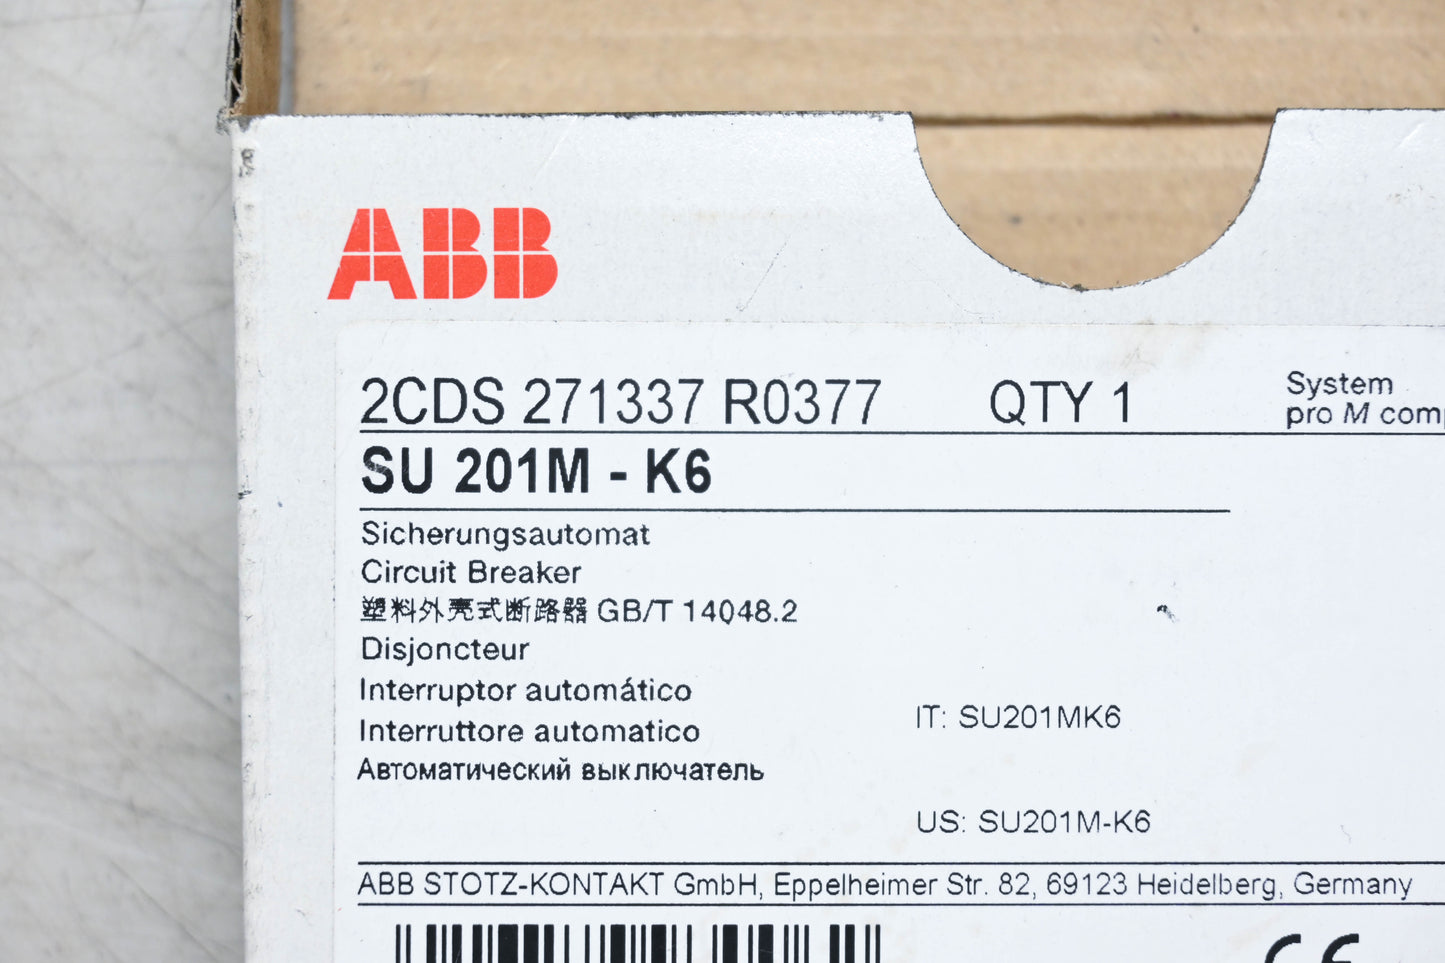 ABB
2CDS 271337 R0377 QTY 1
System
pro M
SU 201M - K6
Sicherungsautomat
Circuit Breaker
塑料外壳式断路器 GB/T 14048.2
Disjoncteur
Interruptor automático
Interruttore automatico
Автоматический выключатель
IT: SU201MK6
US: SU201M-K6
ABB STOTZ-KONTAKT GmbH, Eppelheimer Str. 82, 69123 Heidelberg, Germany
CE